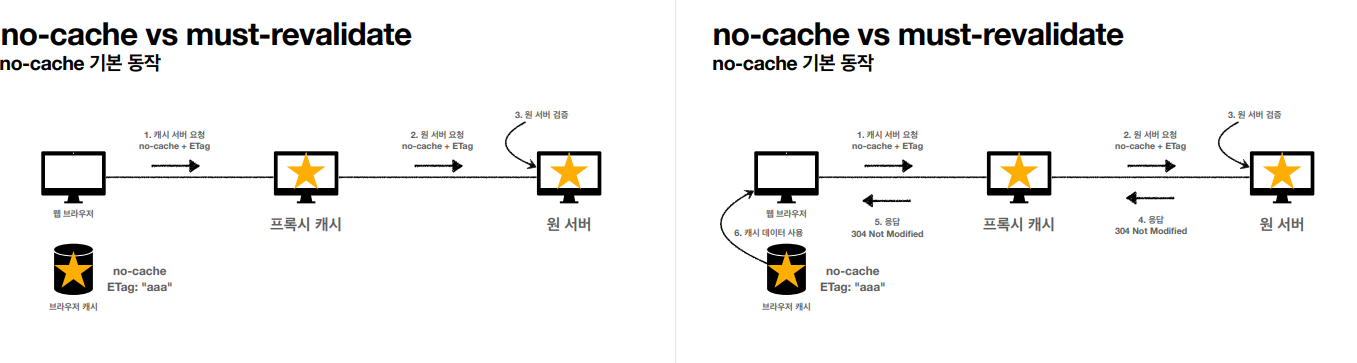 no-cache vs must-revalidate
no-cache 기본 동작
3. 원 서버 검증
1. 캐시 서버 요청
no-cache + ETag
2. 원 서버 요청
no-cache + ETag
웹 브라우저
프록시 캐시
원 서버
no-cache
ETag: "aaa"
브라우저 캐시
no-cache vs must-revalidate
no-cache 기본 동작
3. 원 서버 검증
1. 캐시 서버 요청
no-cache + ETag
2. 원 서버 요청
no-cache + ETag
웹 브라우저
프록시 캐시
원 서버
5. 응답
304 Not Modified
4. 응답
304 Not Modified
6. 캐시 데이터 사용
no-cache
ETag: "aaa"
브라우저 캐시